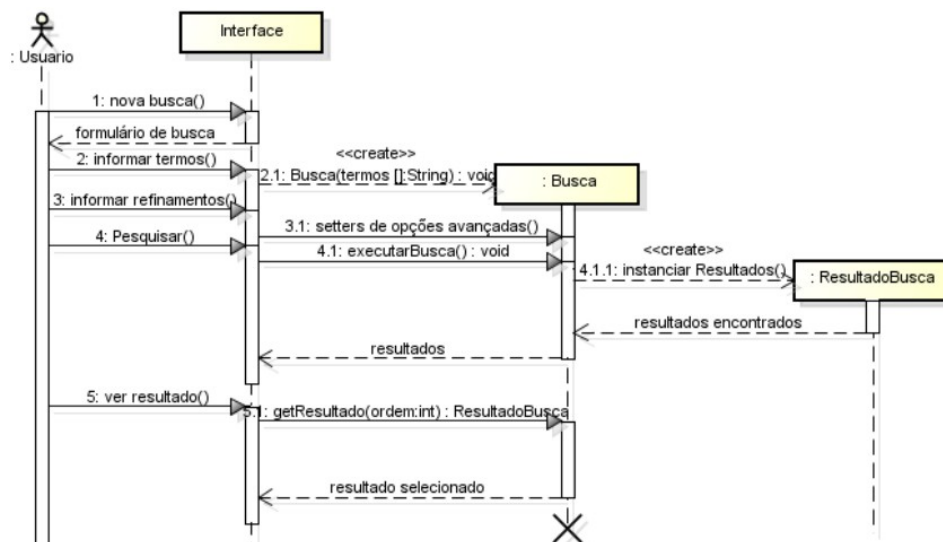 Interface
: Usuario
1: nova busca()
formulário de busca
2: informar termos()
<<create>>
2.1: Busca(termos []:String) : void
: Busca
3: informar refinamentos()
3.1: setters de opções avançadas()
4: Pesquisar()
4.1: executarBusca() : void
<<create>>
4.1.1: instanciar Resultados()
: ResultadoBusca
resultados encontrados
resultados
5: ver resultado()
5.1: getResultado(ordem:int) : ResultadoBusca
resultado selecionado